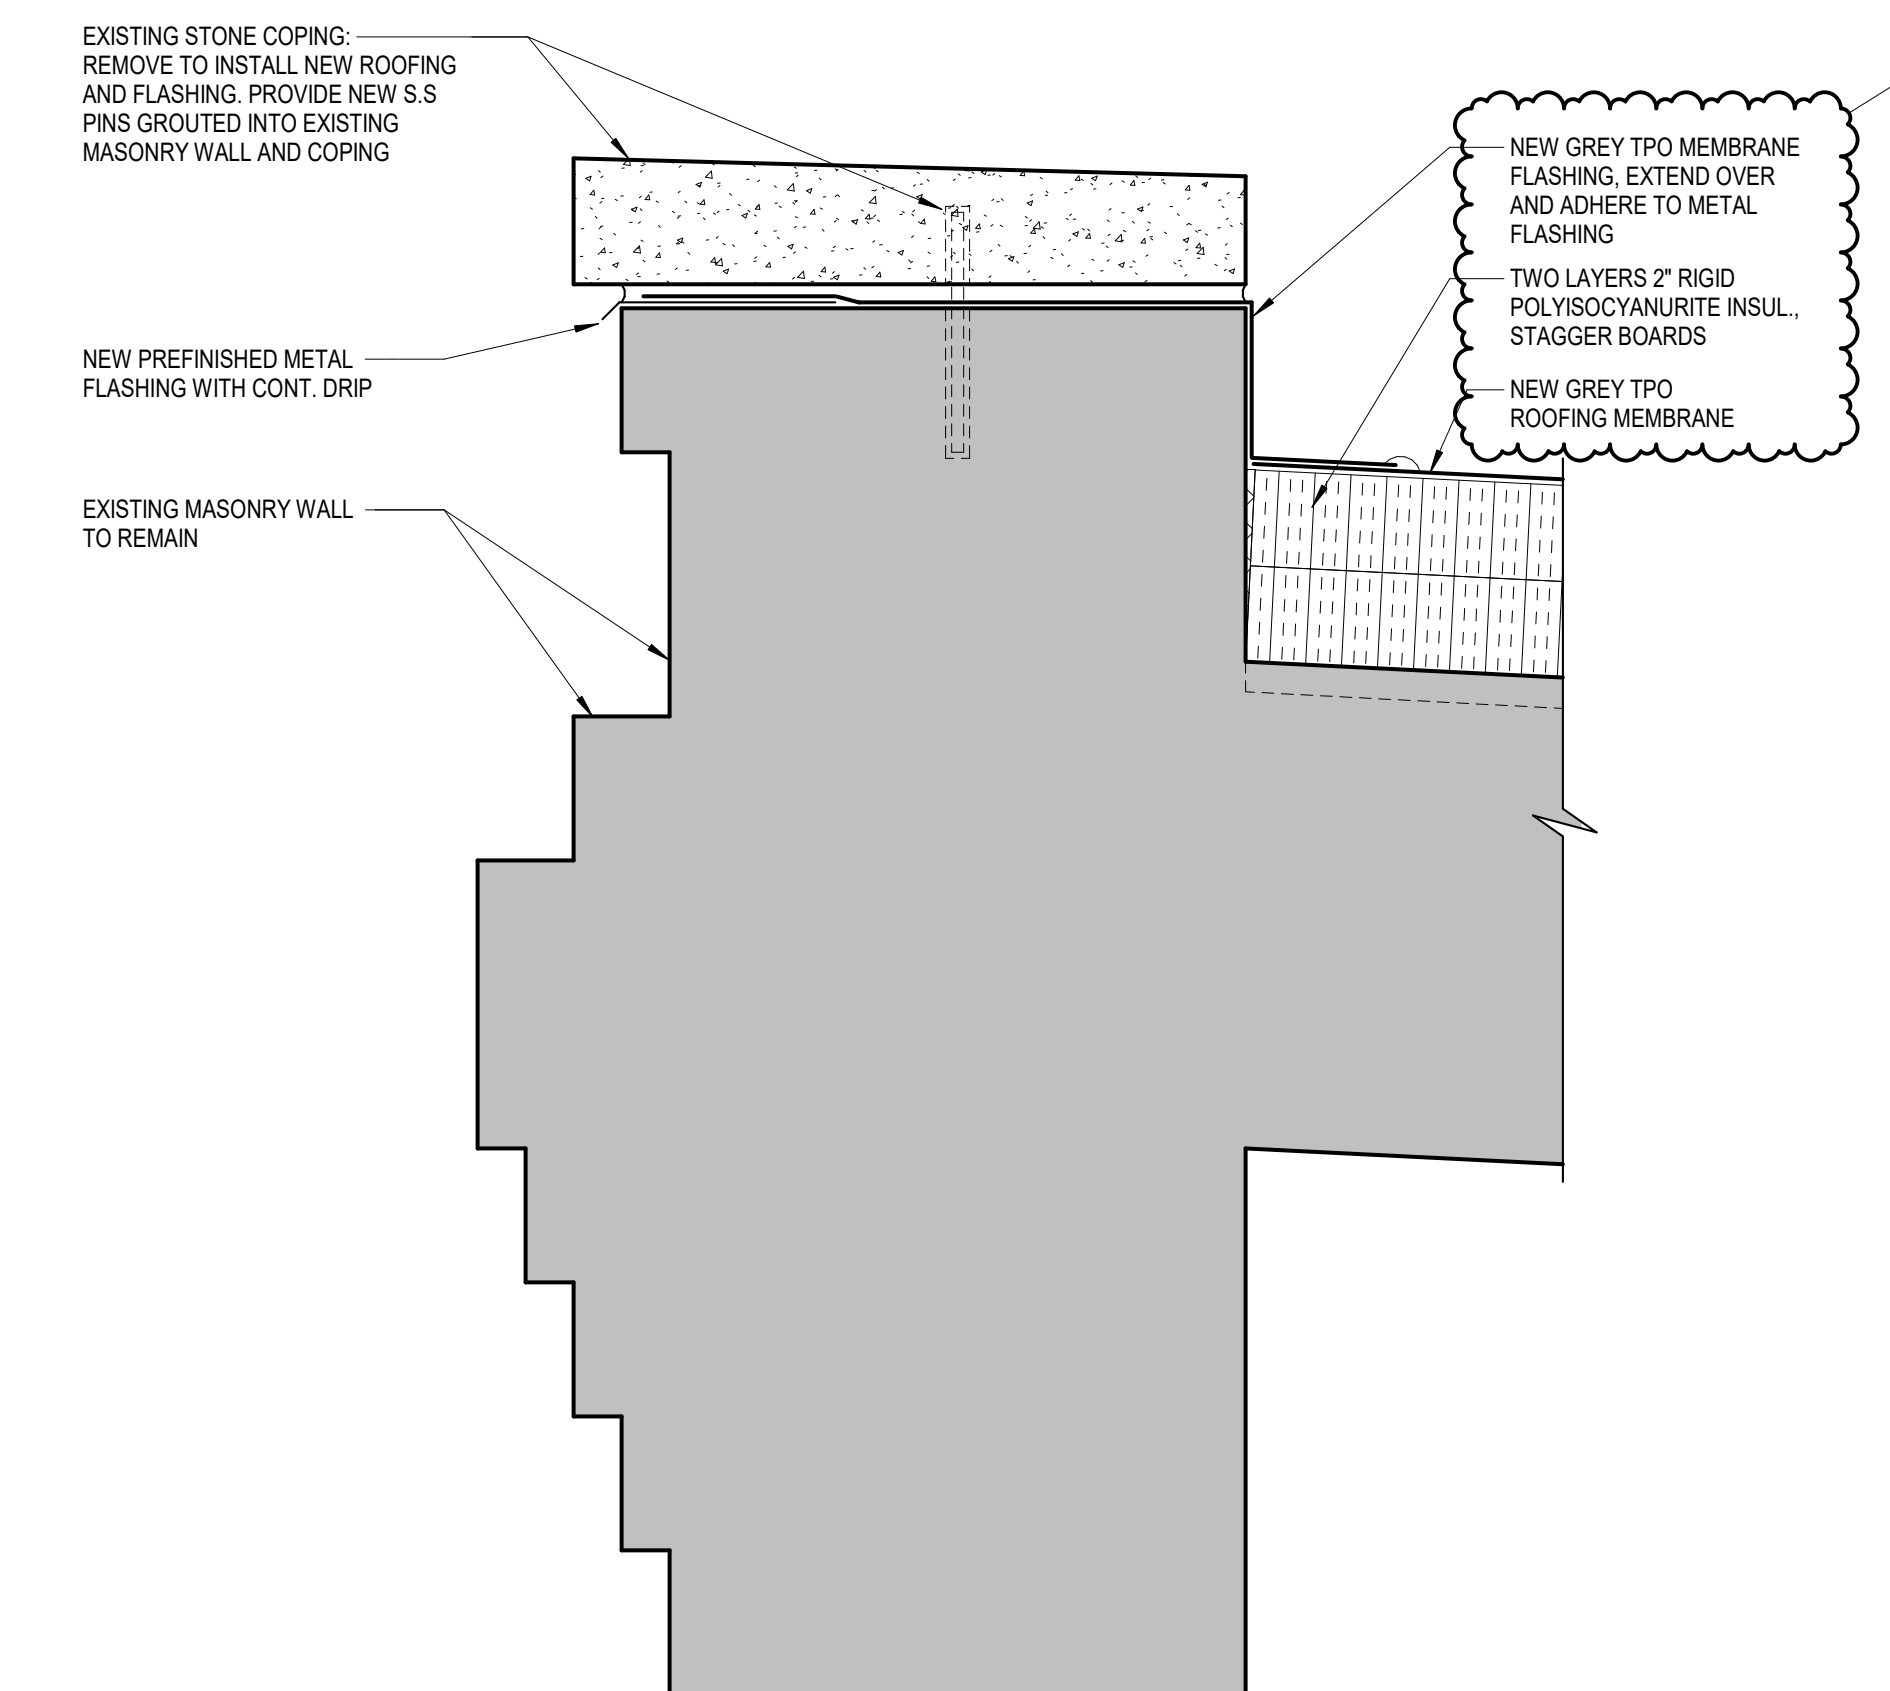 EXISTING STONE COPING:
REMOVE TO INSTALL NEW ROOFING
AND FLASHING. PROVIDE NEW S.S
PINS GROUTED INTO EXISTING
MASONRY WALL AND COPING
NEW PREFINISHED METAL
FLASHING WITH CONT. DRIP
EXISTING MASONRY WALL
TO REMAIN
NEW GREY TPO MEMBRANE
FLASHING, EXTEND OVER
AND ADHERE TO METAL
FLASHING
TWO LAYERS 2" RIGID
POLYISOCYANURITE INSUL.,
STAGGER BOARDS
NEW GREY TPO
ROOFING MEMBRANE